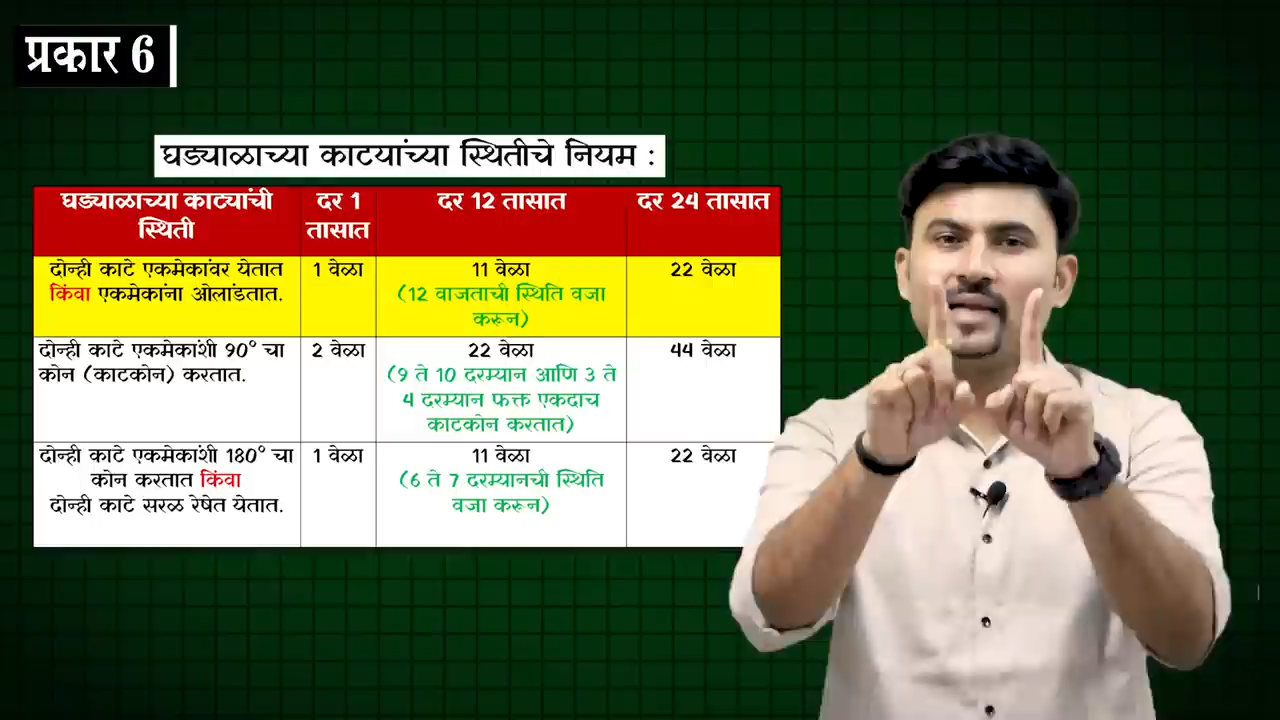 प्रकार 6
घड्याळाच्या काटयांच्या स्थितीचे नियम :
घड्याळाच्या काट्यांची
स्थिती
दर 1
तासात
दर 12 तासात
दर 24 तासात
दोन्ही काटे एकमेकांवर येतात
किंवा एकमेकांना ओलांडतात.
1 वेळा
11 वेळा
(12 वाजताची स्थिति वजा
करून)
22 वेळा
दोन्ही काटे एकमेकांशी 90° चा
कोन (काटकोन) करतात.
2 वेळा
22 वेळा
(9 ते 10 दरम्यान आणि 3 ते
4 दरम्यान फक्त एकदाच
काटकोन करतात)
44 वेळा
दोन्ही काटे एकमेकांशी 180° चा
कोन करतात किंवा
दोन्ही काटे सरळ रेषेत येतात.
1 वेळा
11 वेळा
(6 ते 7 दरम्यानची स्थिति
वजा करून)
22 वेळा